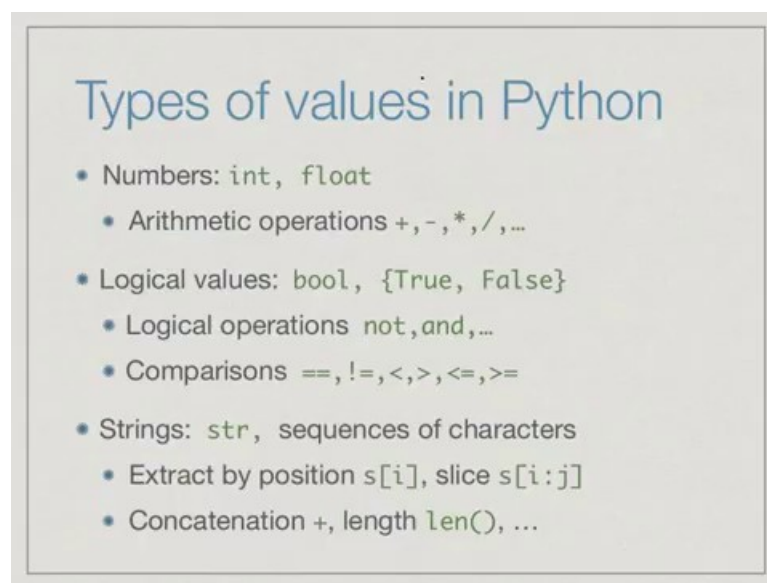 Types of values in Python
• Numbers: int, float
• Arithmetic operations +,-,*,/,…
• Logical values: bool, {True, False}
• Logical operations not,and,…
• Comparisons ==,!=,<,>,<=,>=
• Strings: str, sequences of characters
• Extract by position s[i], slice s[i:j]
• Concatenation +, length len(), …